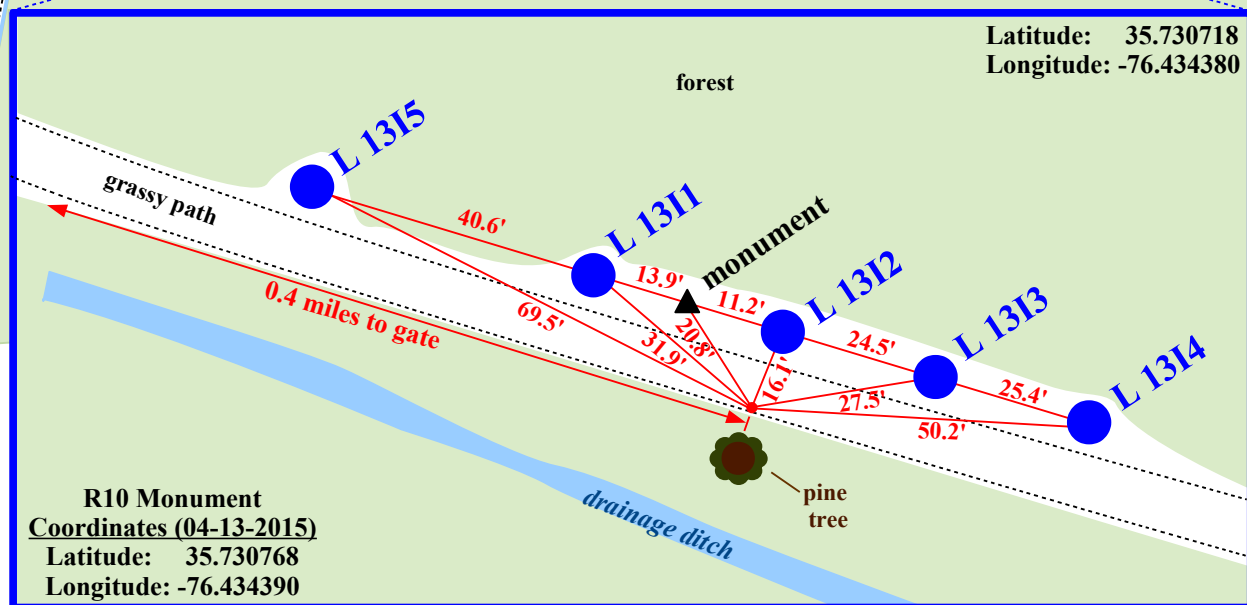 Latitude: 35.730718
Longitude: -76.434380
forest
L 13I5
grassy path
40.6'
L 13I1
13.9'
monument
11.2'
L 13I2
0.4 miles to gate
69.5'
31.9'
20.8'
16.1'
24.5'
L 13I3
27.5'
25.4'
L 13I4
50.2'
pine
tree
drainage ditch
R10 Monument
Coordinates (04-13-2015)
Latitude: 35.730768
Longitude: -76.434390